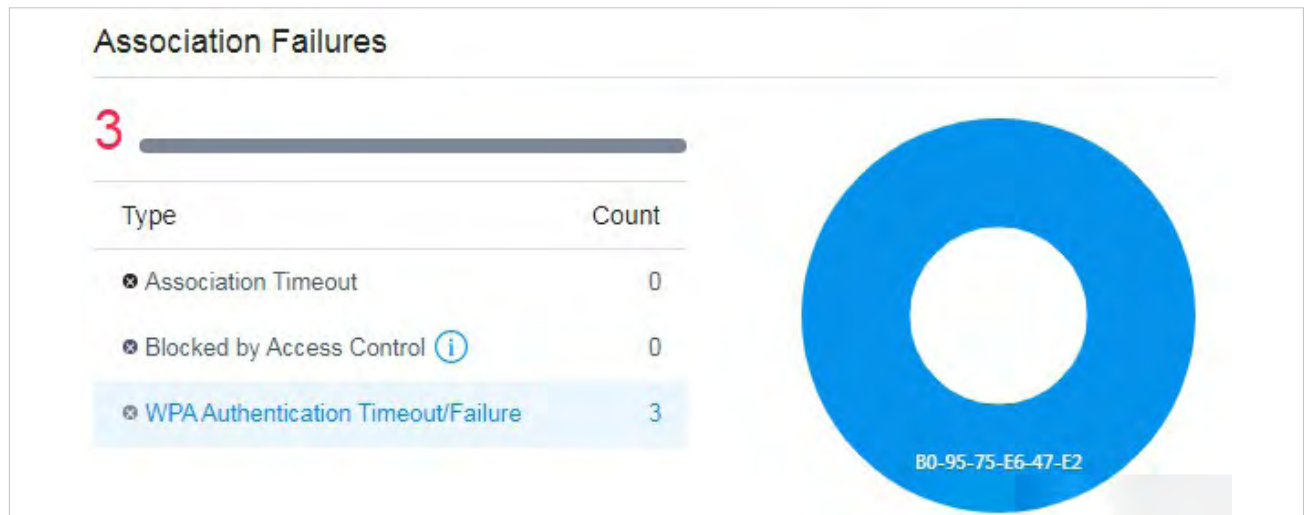 Association Failures
3
Type Count
Association Timeout 0
Blocked by Access Control i 0
WPA Authentication Timeout/Failure 3
B0-95-75-E6-47-E2